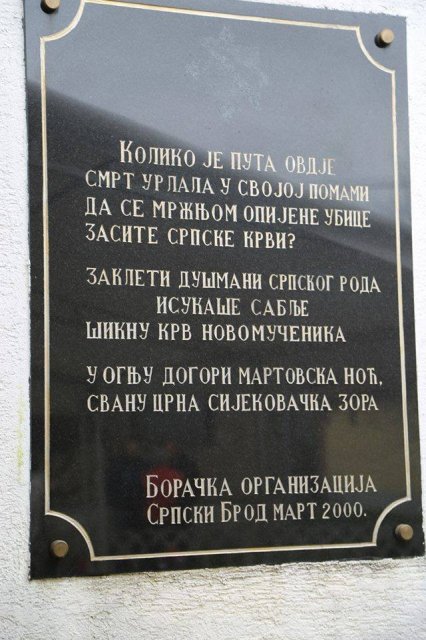 Колико је пута овдје
смрт урлала у својој помами
да се мржњом опијене убице
засите српске крви?
Заклети душмани српског рода
исукаше сабље
шикну крв новомученика
у огњу догори мартовска ноћ,
свану црна сијековачка зора
Борачка организација
Српски Брод март 2000.